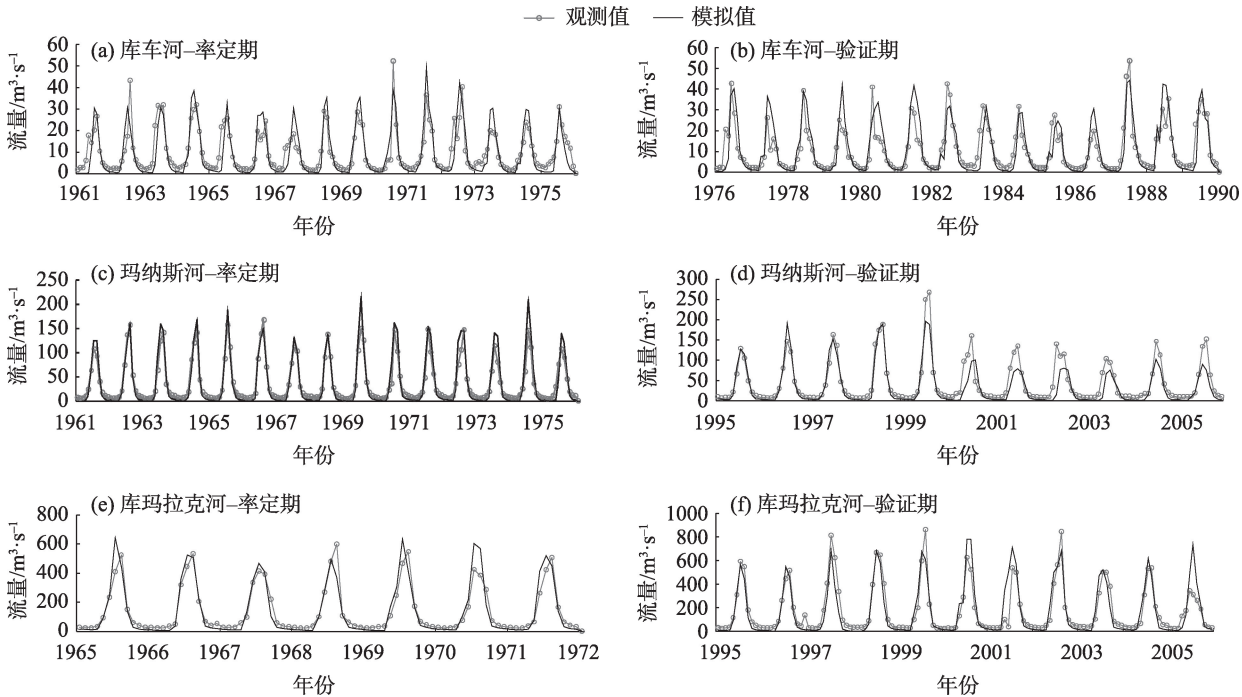 观测值 模拟值
(a) 库车河–率定期
流量/m³·s⁻¹
60
50
40
30
20
10
0
1961 1963 1965 1967 1969 1971 1973 1975
年份
(b) 库车河–验证期
流量/m³·s⁻¹
60
50
40
30
20
10
0
1976 1978 1980 1982 1984 1986 1988 1990
年份
(c) 玛纳斯河–率定期
流量/m³·s⁻¹
250
200
150
100
50
0
1961 1963 1965 1967 1969 1971 1973 1975
年份
(d) 玛纳斯河–验证期
流量/m³·s⁻¹
300
250
200
150
100
50
0
1995 1997 1999 2001 2003 2005
年份
(e) 库玛拉克河–率定期
流量/m³·s⁻¹
800
600
400
200
0
1965 1966 1967 1968 1969 1970 1971 1972
年份
(f) 库玛拉克河–验证期
流量/m³·s⁻¹
1000
800
600
400
200
0
1995 1997 1999 2001 2003 2005
年份